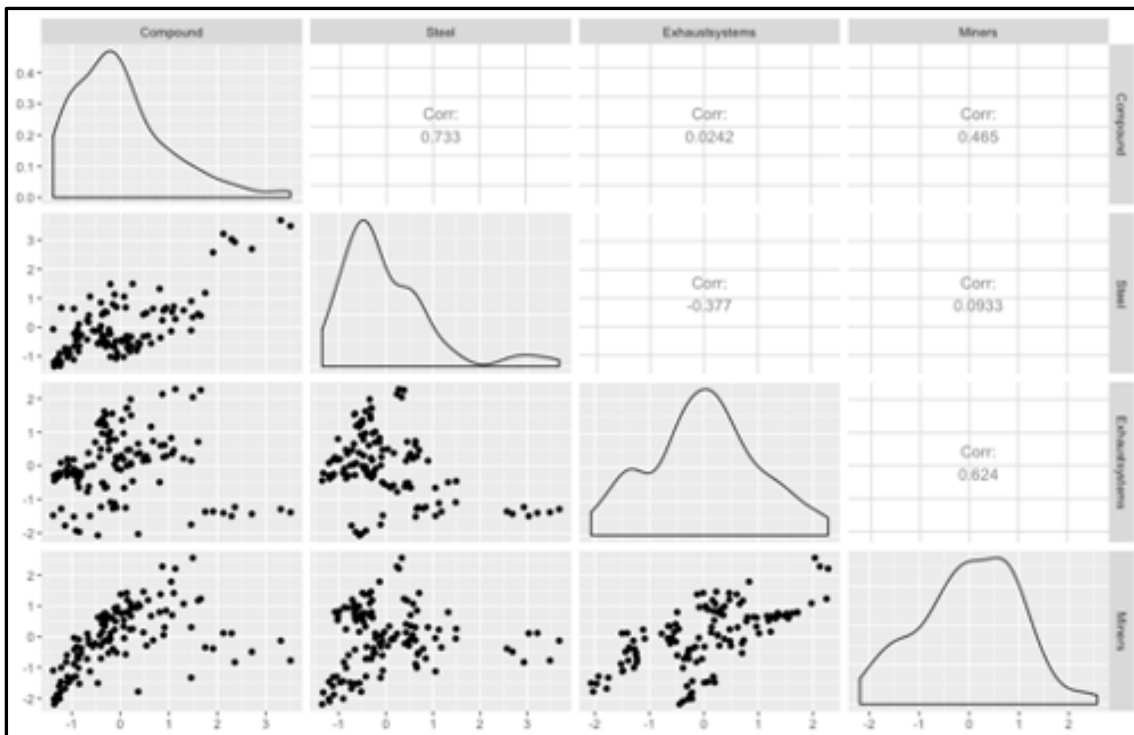 Compound Steel Exhaustsystems Miners
0.4
0.3
0.2
0.1
0.0
Corr:
0.733
Corr:
0.0242
Corr:
0.465
Compound
3
2
1
0
-1
Corr:
-0.377
Corr:
0.0933
Steel
2
1
0
-1
-2
Corr:
0.624
Exhaustsystems
2
1
0
-1
-2
Miners
-1 0 1 2 3 -1 0 1 2 3 -2 -1 0 1 2 -2 -1 0 1 2